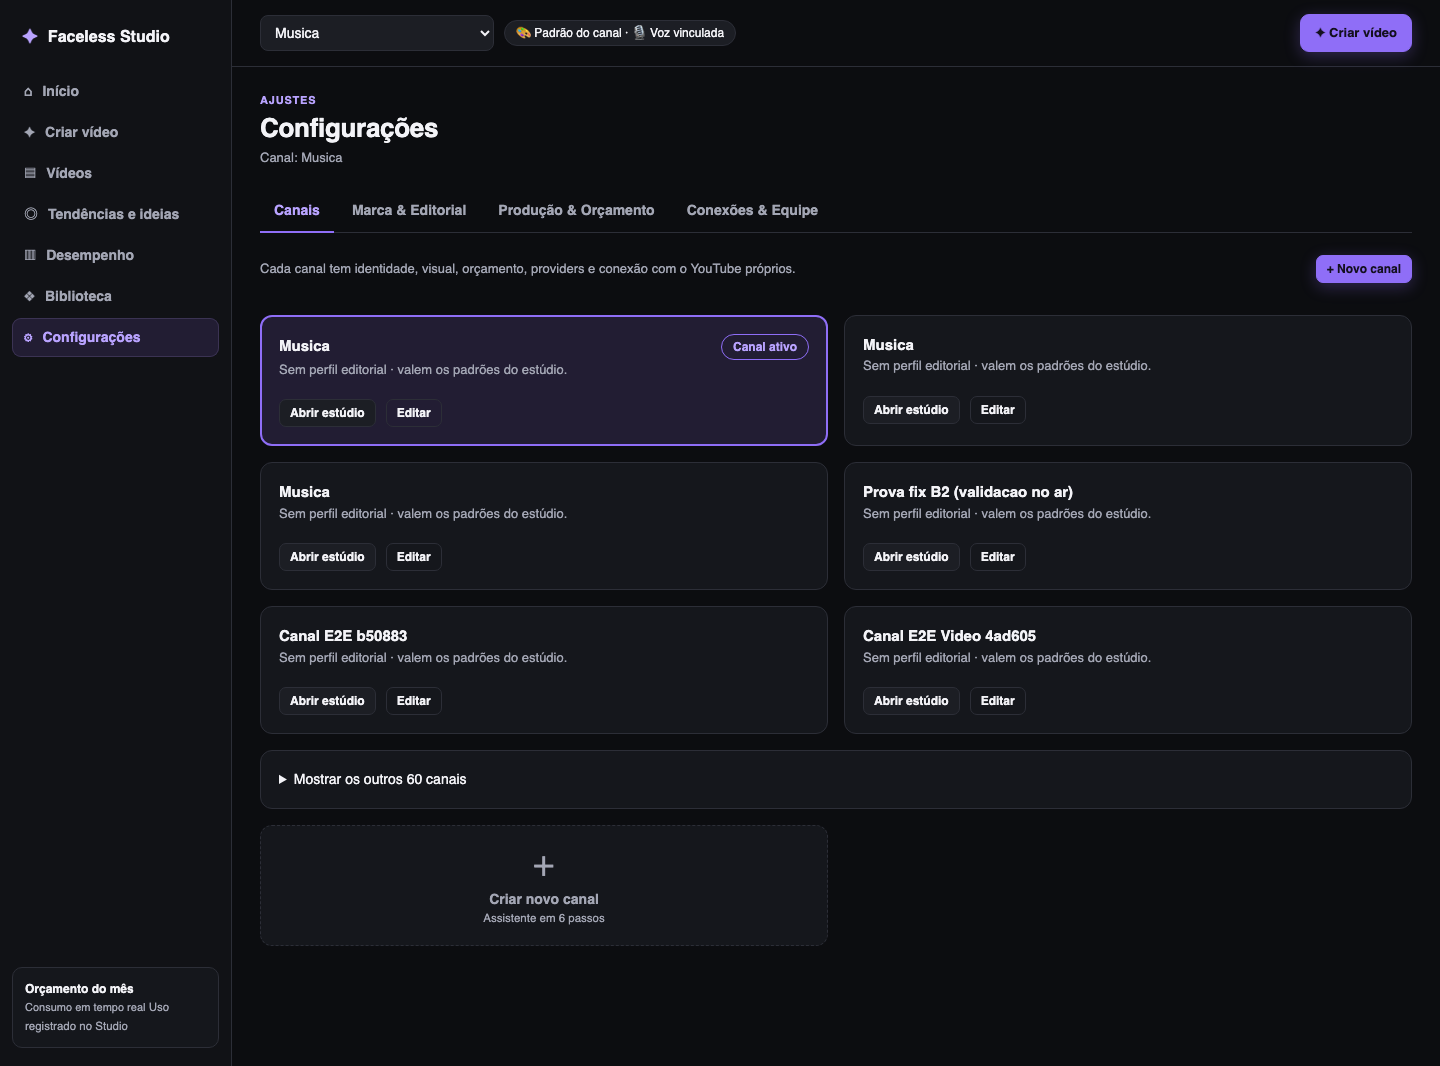 Faceless Studio
Início
Criar vídeo
Vídeos
Tendências e ideias
Desempenho
Biblioteca
Configurações
Orçamento do mês
Consumo em tempo real Uso
registrado no Studio
Musica
Padrão do canal · Voz vinculada
Criar vídeo
AJUSTES
Configurações
Canal: Musica
Canais
Marca & Editorial
Produção & Orçamento
Conexões & Equipe
Cada canal tem identidade, visual, orçamento, providers e conexão com o YouTube próprios.
+ Novo canal
Musica
Canal ativo
Sem perfil editorial · valem os padrões do estúdio.
Abrir estúdio
Editar
Musica
Sem perfil editorial · valem os padrões do estúdio.
Abrir estúdio
Editar
Musica
Sem perfil editorial · valem os padrões do estúdio.
Abrir estúdio
Editar
Prova fix B2 (validacao no ar)
Sem perfil editorial · valem os padrões do estúdio.
Abrir estúdio
Editar
Canal E2E b50883
Sem perfil editorial · valem os padrões do estúdio.
Abrir estúdio
Editar
Canal E2E Video 4ad605
Sem perfil editorial · valem os padrões do estúdio.
Abrir estúdio
Editar
Mostrar os outros 60 canais
+
Criar novo canal
Assistente em 6 passos